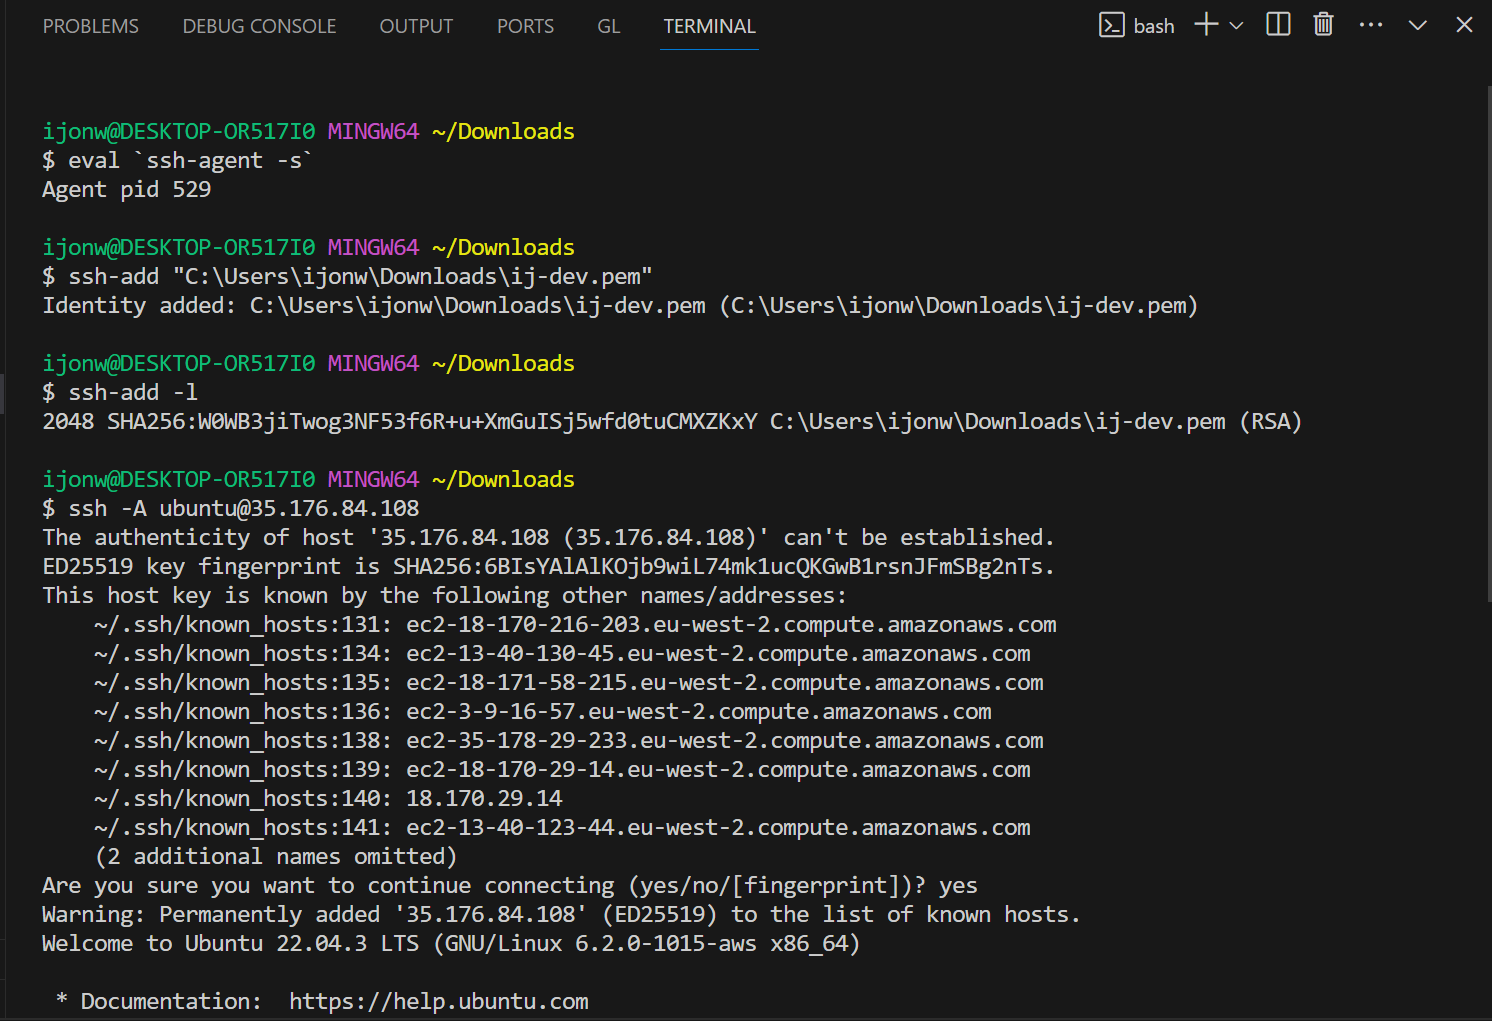 PROBLEMS DEBUG CONSOLE OUTPUT PORTS GL TERMINAL bash
ijonw@DESKTOP-OR517I0 MINGW64 ~/Downloads
$ eval `ssh-agent -s`
Agent pid 529
ijonw@DESKTOP-OR517I0 MINGW64 ~/Downloads
$ ssh-add "C:\Users\ijonw\Downloads\ij-dev.pem"
Identity added: C:\Users\ijonw\Downloads\ij-dev.pem (C:\Users\ijonw\Downloads\ij-dev.pem)
ijonw@DESKTOP-OR517I0 MINGW64 ~/Downloads
$ ssh-add -l
2048 SHA256:W0WB3jiTwog3NF53f6R+u+XmGuISj5wfd0tuCMXZKxY C:\Users\ijonw\Downloads\ij-dev.pem (RSA)
ijonw@DESKTOP-OR517I0 MINGW64 ~/Downloads
$ ssh -A ubuntu@35.176.84.108
The authenticity of host '35.176.84.108 (35.176.84.108)' can't be established.
ED25519 key fingerprint is SHA256:6BIsYAlAlKOjb9wiL74mk1ucQKGwB1rsnJFmSBg2nTs.
This host key is known by the following other names/addresses:
    ~/.ssh/known_hosts:131: ec2-18-170-216-203.eu-west-2.compute.amazonaws.com
    ~/.ssh/known_hosts:134: ec2-13-40-130-45.eu-west-2.compute.amazonaws.com
    ~/.ssh/known_hosts:135: ec2-18-171-58-215.eu-west-2.compute.amazonaws.com
    ~/.ssh/known_hosts:136: ec2-3-9-16-57.eu-west-2.compute.amazonaws.com
    ~/.ssh/known_hosts:138: ec2-35-178-29-233.eu-west-2.compute.amazonaws.com
    ~/.ssh/known_hosts:139: ec2-18-170-29-14.eu-west-2.compute.amazonaws.com
    ~/.ssh/known_hosts:140: 18.170.29.14
    ~/.ssh/known_hosts:141: ec2-13-40-123-44.eu-west-2.compute.amazonaws.com
    (2 additional names omitted)
Are you sure you want to continue connecting (yes/no/[fingerprint])? yes
Warning: Permanently added '35.176.84.108' (ED25519) to the list of known hosts.
Welcome to Ubuntu 22.04.3 LTS (GNU/Linux 6.2.0-1015-aws x86_64)
 * Documentation:  https://help.ubuntu.com